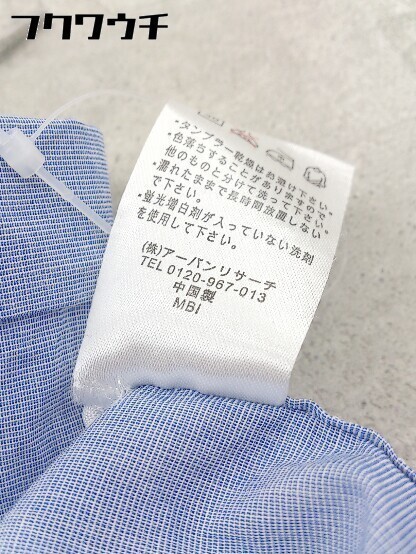 フクワウチ
・タンブラー乾燥はお避け下さい。
・色落ちすることがありますので
他のものと分けて洗って下さい。
・濡れたままで長時間放置しない
で下さい。
・蛍光増白剤が入っていない洗剤
を使用して下さい。
(株)アーバンリサーチ
TEL 0120-967-013
中国製
MBI